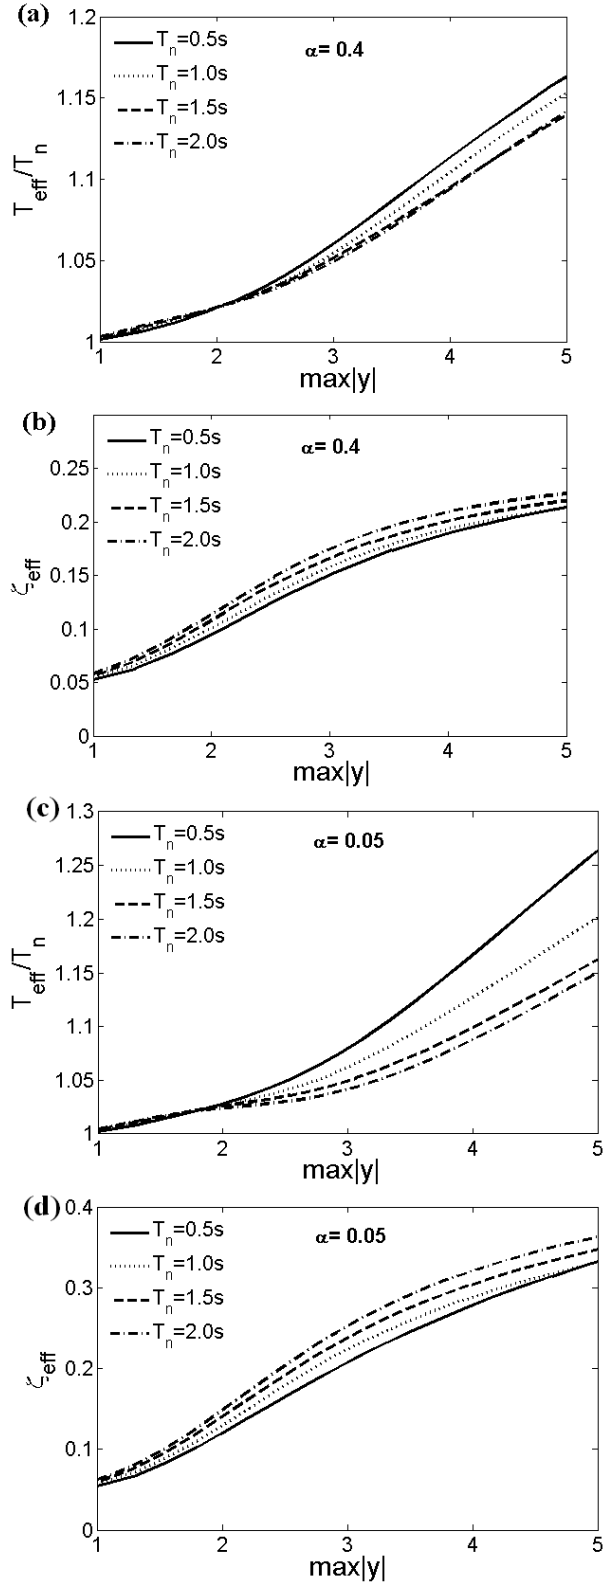 (a)
1.2
T_n=0.5s
T_n=1.0s
T_n=1.5s
T_n=2.0s
α= 0.4
1.15
1.1
1.05
1
T_eff/T_n
1 2 3 4 5
max|y|
(b)
T_n=0.5s
T_n=1.0s
T_n=1.5s
T_n=2.0s
α= 0.4
0.25
0.2
0.15
0.1
0.05
0
ζ_eff
1 2 3 4 5
max|y|
(c)
1.3
T_n=0.5s
T_n=1.0s
T_n=1.5s
T_n=2.0s
α= 0.05
1.25
1.2
1.15
1.1
1.05
1
T_eff/T_n
1 2 3 4 5
max|y|
(d)
0.4
T_n=0.5s
T_n=1.0s
T_n=1.5s
T_n=2.0s
α= 0.05
0.3
0.2
0.1
0
ζ_eff
1 2 3 4 5
max|y|